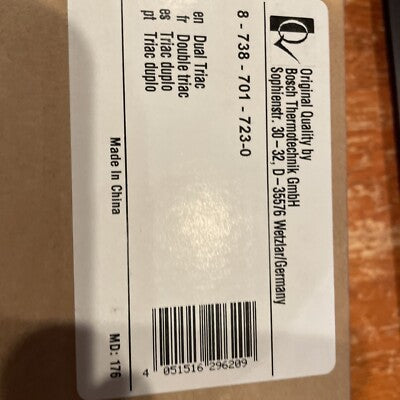 Original Quality by
Bosch Thermotechnik GmbH
Sophienstr. 30-32, D-35576 Wetzlar/Germany
8 - 738 - 701 - 723-0
en Dual Triac
fr Double triac
es Triac duplo
pt Triac duplo
Made In China
MD: 176
4 051516 296209